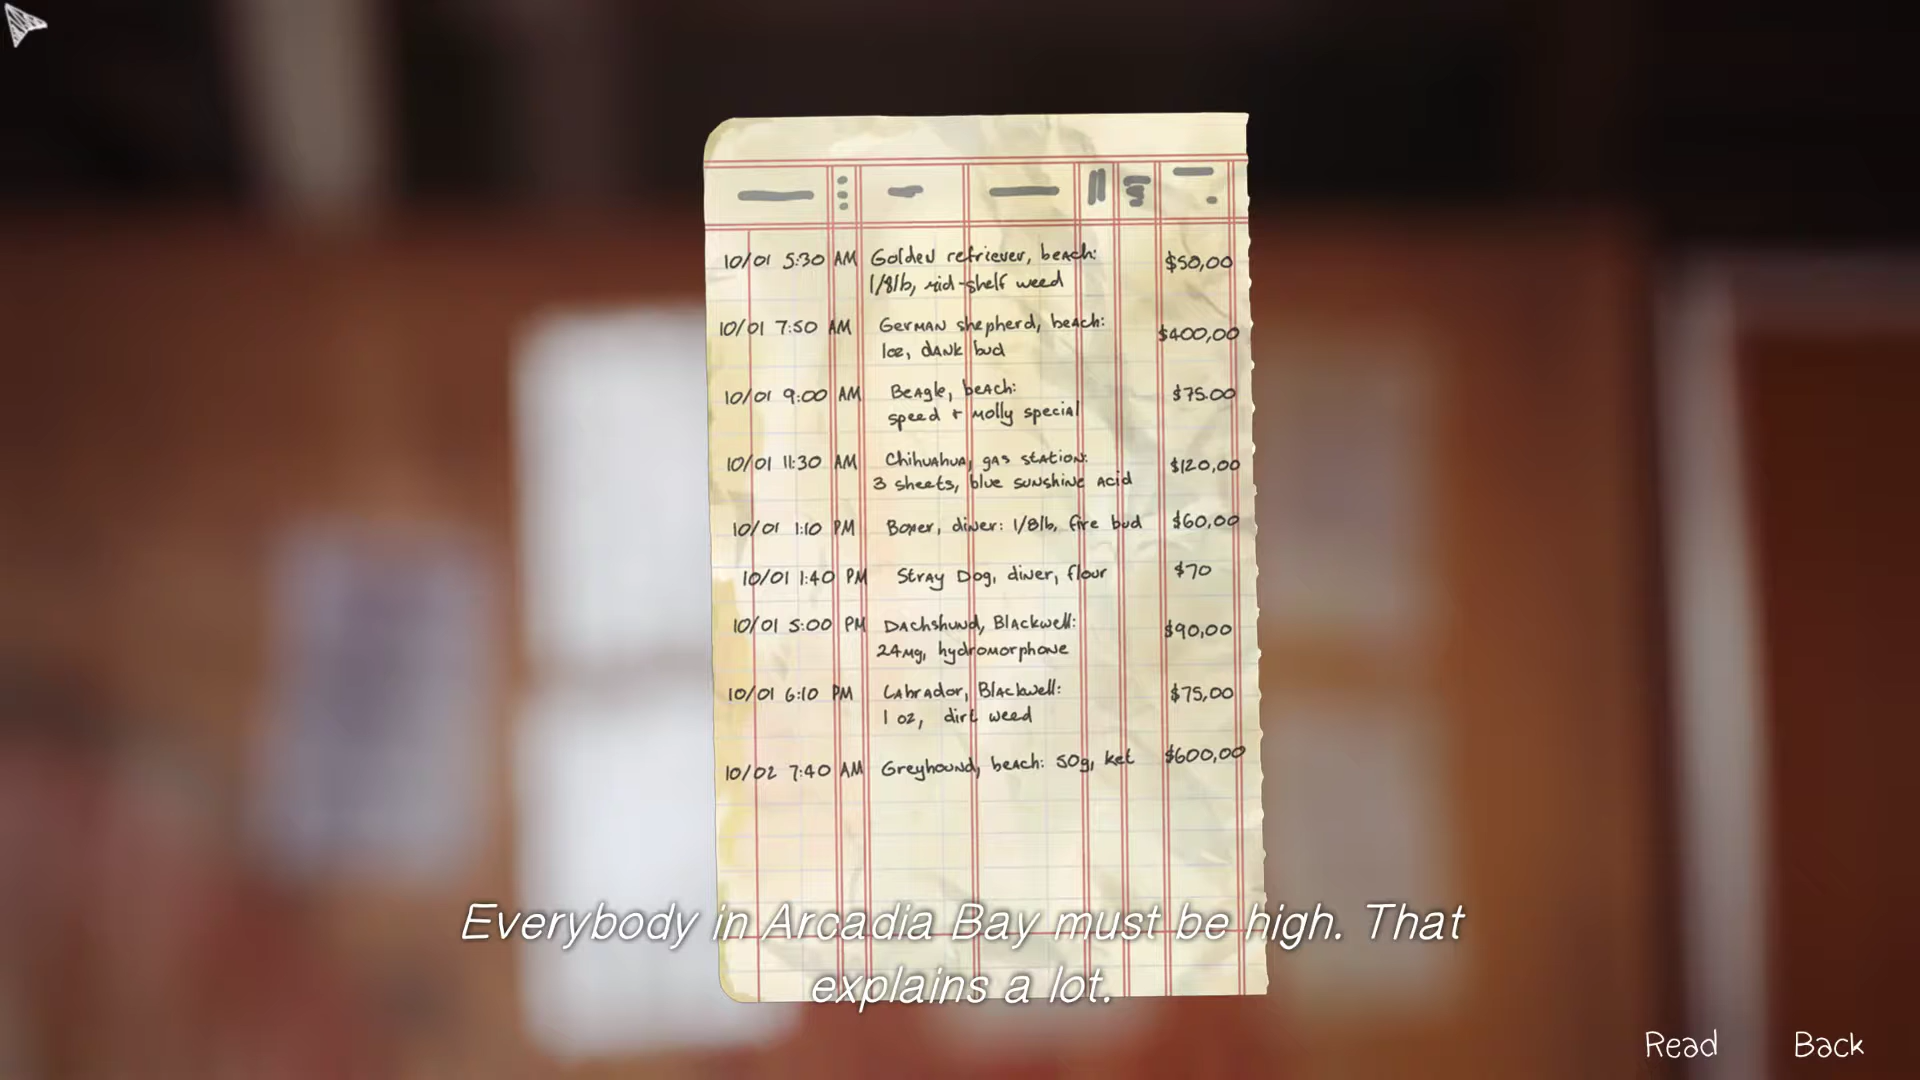 10/01 5:30 AM Golden retriever, beach: $50,00
1/8lb, mid-shelf weed
10/01 7:50 AM German shepherd, beach: $400,00
1oz, dank bud
10/01 9:00 AM Beagle, beach: $75.00
speed + Molly special
10/01 11:30 AM Chihuahua, gas station: $120,00
3 sheets, blue sunshine acid
10/01 1:10 PM Boxer, diner: 1/8lb, fire bud $60,00
10/01 1:40 PM Stray Dog, diner, flour $70
10/01 5:00 PM Dachshund, Blackwell: $90,00
24mg, hydromorphone
10/01 6:10 PM Labrador, Blackwell: $75,00
1 oz, dirt weed
10/02 7:40 AM Greyhound, beach: 50g, ket $600,00
Everybody in Arcadia Bay must be high. That
explains a lot.
Read Back